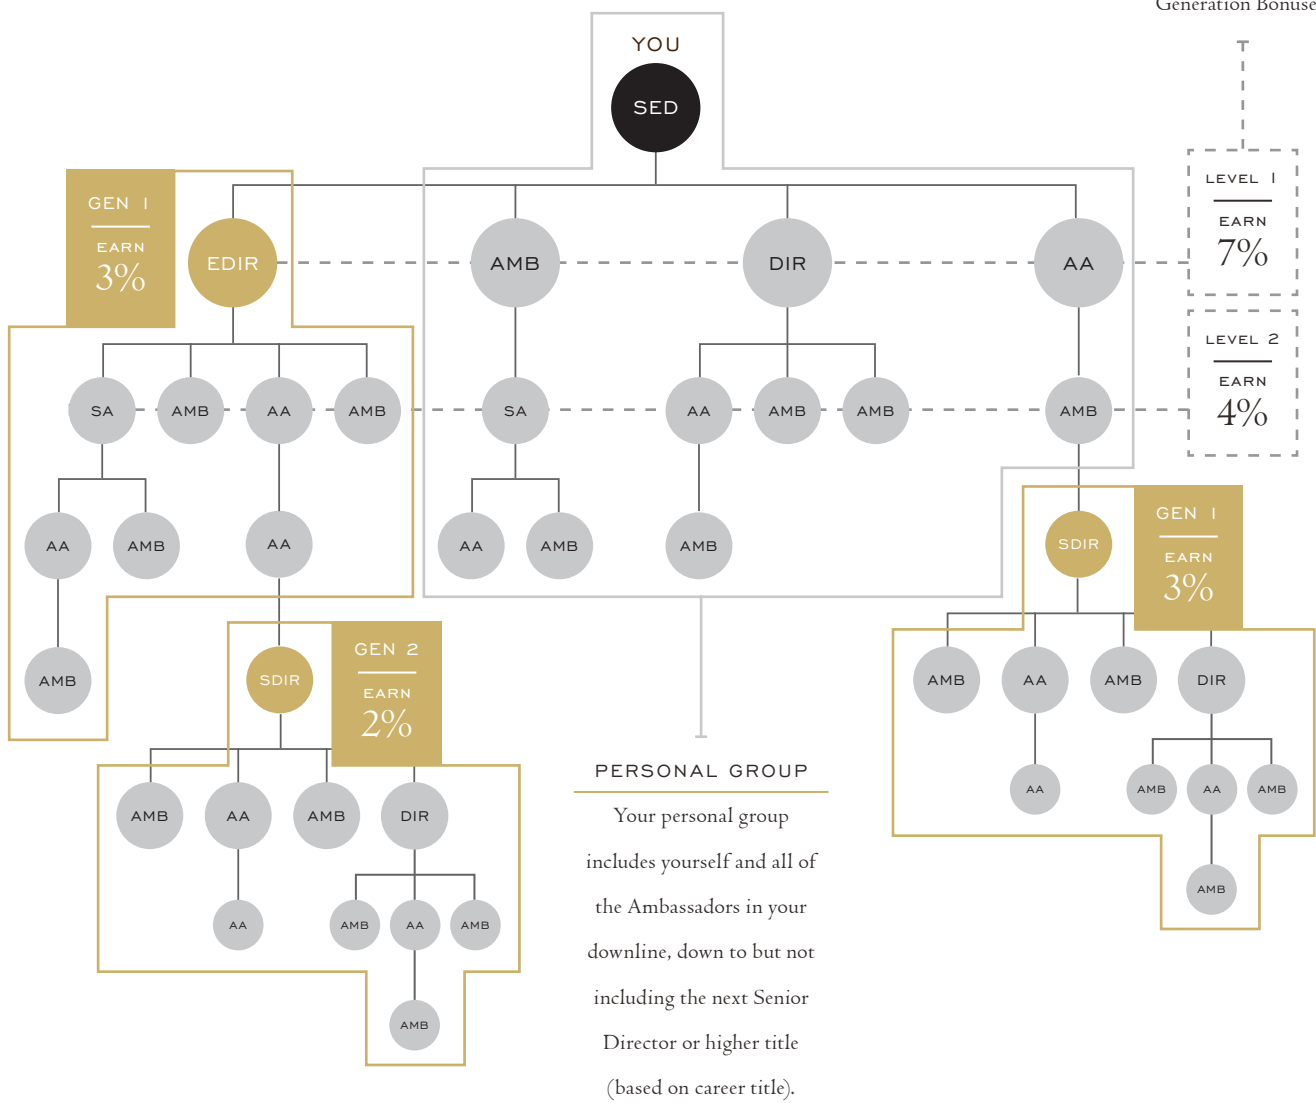 Generation Bonuse
YOU
SED
GEN 1
EARN
3%
EDIR
AMB
DIR
AA
LEVEL 1
EARN
7%
SA
AMB
AA
AMB
SA
AA
AMB
AMB
AMB
LEVEL 2
EARN
4%
AA
AMB
AA
AA
AMB
AMB
SDIR
GEN 1
EARN
3%
AMB
SDIR
GEN 2
EARN
2%
AMB
AA
AMB
DIR
AMB
AA
AMB
DIR
AA
AMB
AA
AMB
AA
AMB
AA
AMB
AMB
AMB
PERSONAL GROUP
Your personal group
includes yourself and all of
the Ambassadors in your
downline, down to but not
including the next Senior
Director or higher title
(based on career title).